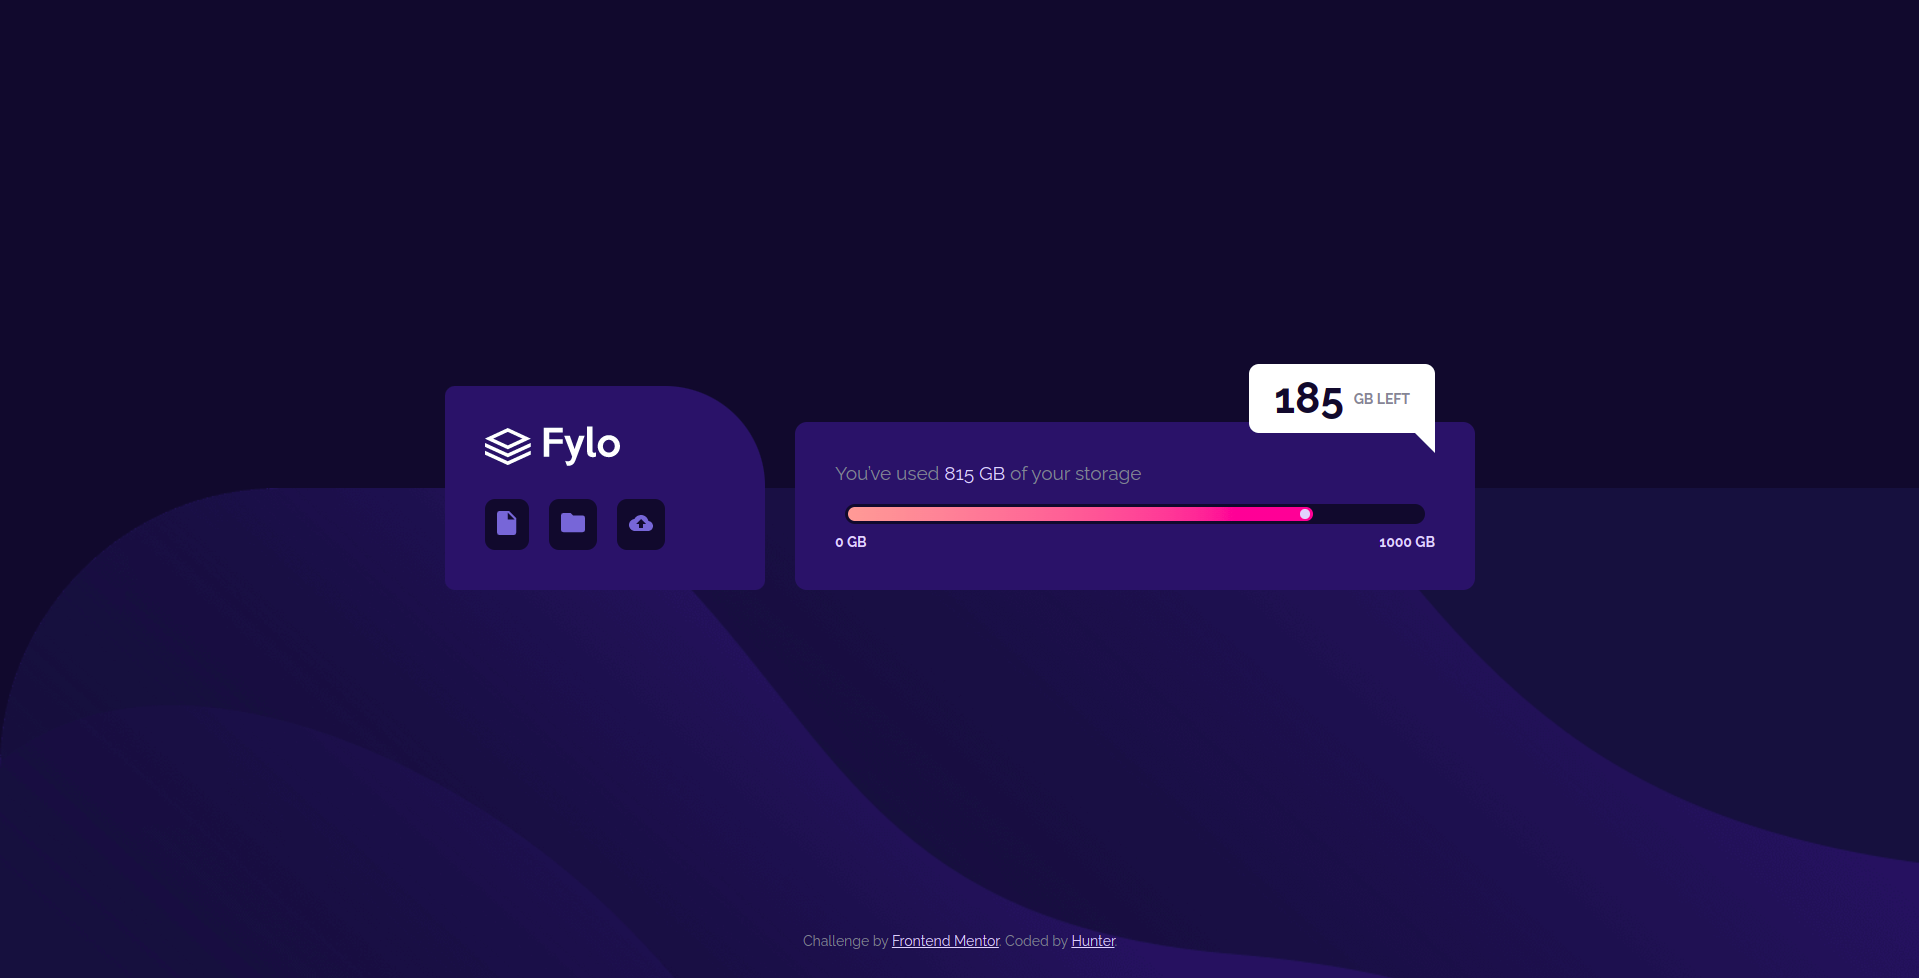 Fylo
185 GB LEFT
You've used 815 GB of your storage
0 GB
1000 GB
Challenge by Frontend Mentor. Coded by Hunter.